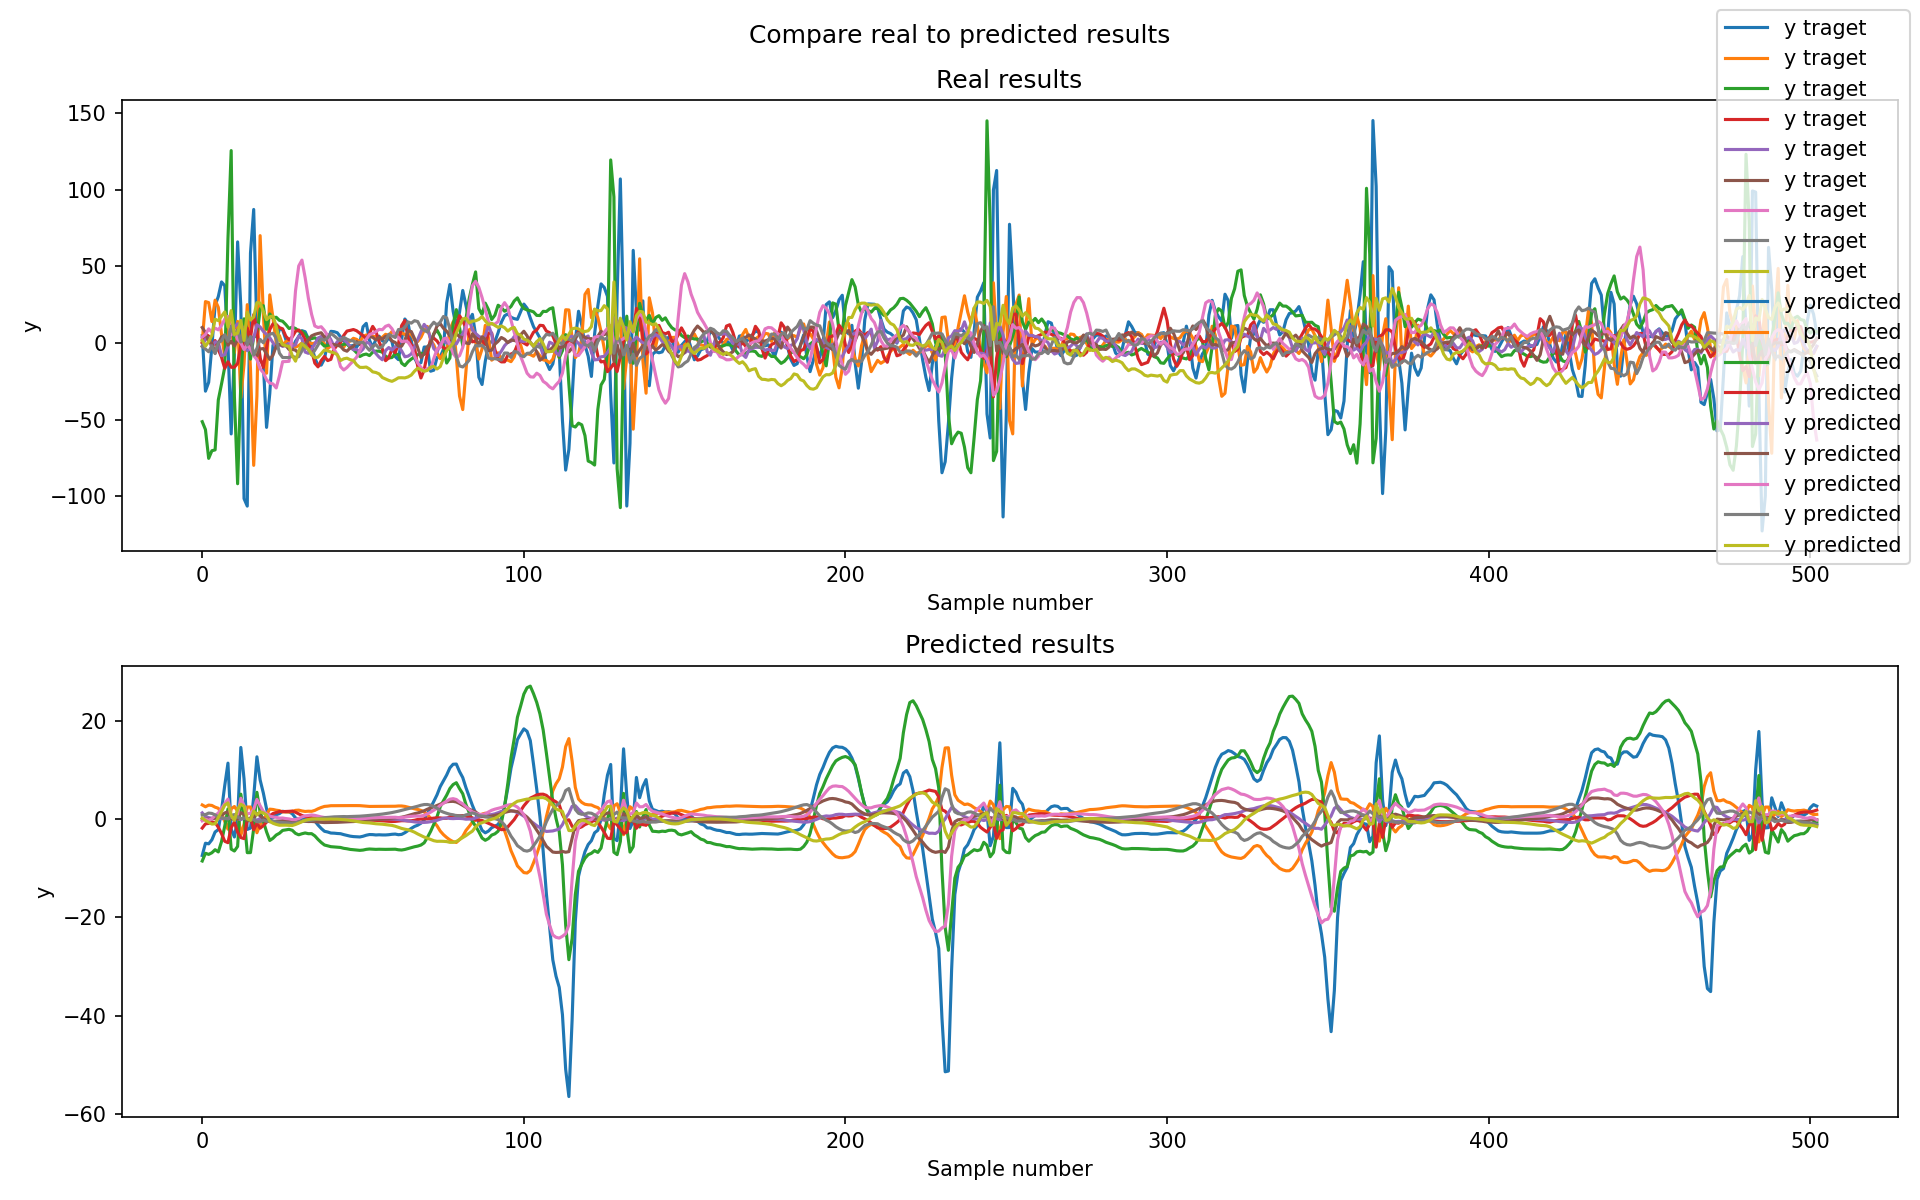 Compare real to predicted results
Real results
y traget
y traget
y traget
y traget
y traget
y traget
y traget
y traget
y traget
y predicted
y predicted
y predicted
y predicted
y predicted
y predicted
y predicted
y predicted
y predicted
150
100
50
0
−50
−100
y
0
100
200
300
400
500
Sample number
Predicted results
20
0
−20
−40
−60
y
0
100
200
300
400
500
Sample number